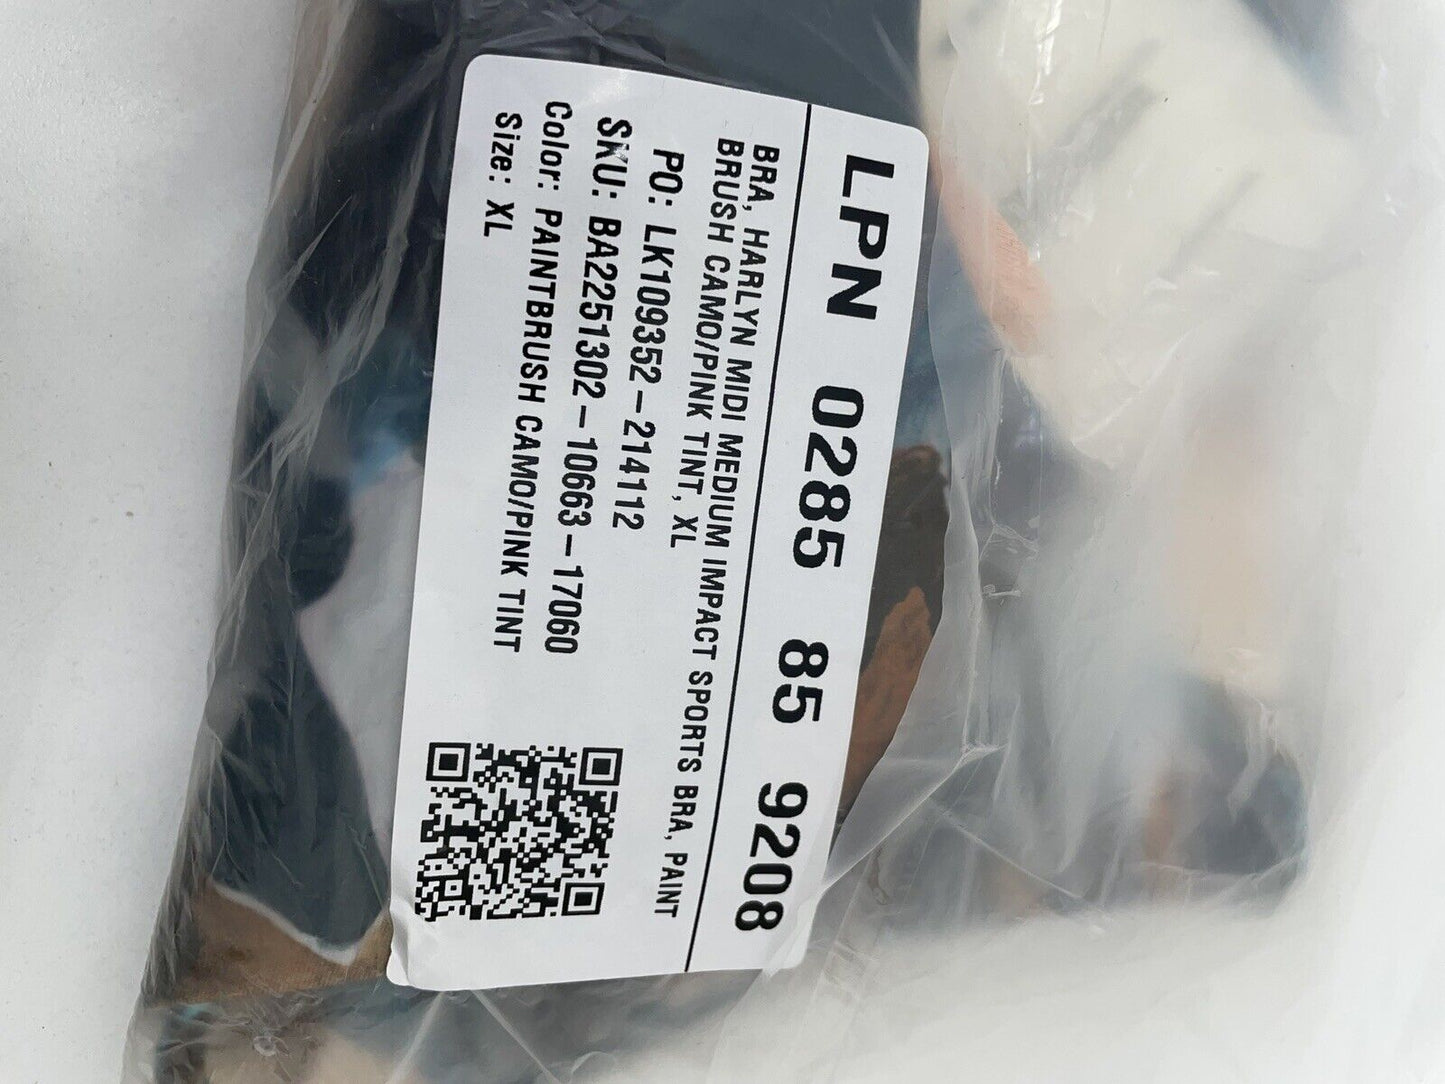 LPN 0285 85 9208
BRA, HARLYN MIDI MEDIUM IMPACT SPORTS BRA, PAINT
BRUSH CAMO/PINK TINT, XL
PO: LK109352-214112
SKU: BA2251302-10663-17060
Color: PAINTBRUSH CAMO/PINK TINT
Size: XL